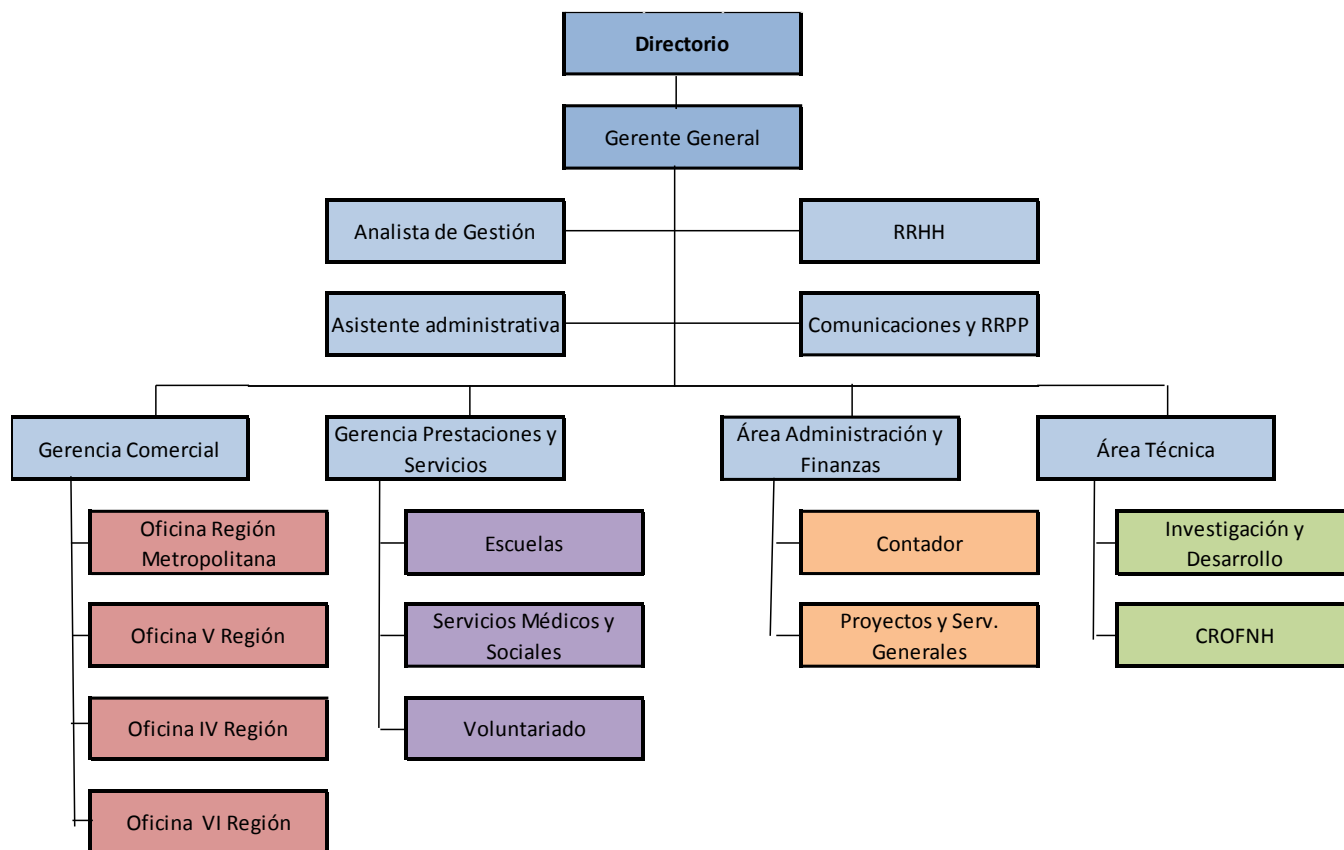 Directorio
Gerente General
Analista de Gestión
RRHH
Asistente administrativa
Comunicaciones y RRPP
Gerencia Comercial
Gerencia Prestaciones y
Servicios
Área Administración y
Finanzas
Área Técnica
Oficina Región
Metropolitana
Escuelas
Contador
Investigación y
Desarrollo
Oficina V Región
Servicios Médicos y
Sociales
Proyectos y Serv.
Generales
CROFNH
Oficina IV Región
Voluntariado
Oficina VI Región